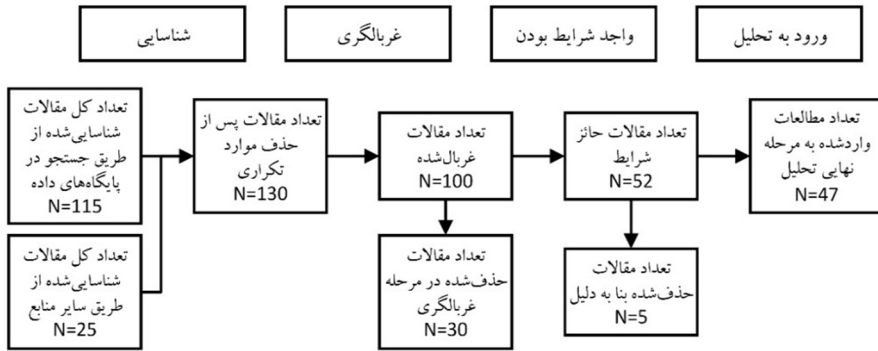 شناسایی
غربالگری
واجد شرایط بودن
ورود به تحلیل
تعداد کل مقالات
شناسایی‌شده از
طریق جستجو در
پایگاه‌های داده
N=115
تعداد کل مقالات
شناسایی‌شده از
طریق سایر منابع
N=25
تعداد مقالات پس از
حذف موارد
تکراری
N=130
تعداد مقالات
غربال‌شده
N=100
تعداد مقالات
حذف‌شده در مرحله
غربالگری
N=30
تعداد مقالات حائز
شرایط
N=52
تعداد مقالات
حذف‌شده بنا به دلیل
N=5
تعداد مطالعات
واردشده به مرحله
نهایی تحلیل
N=47